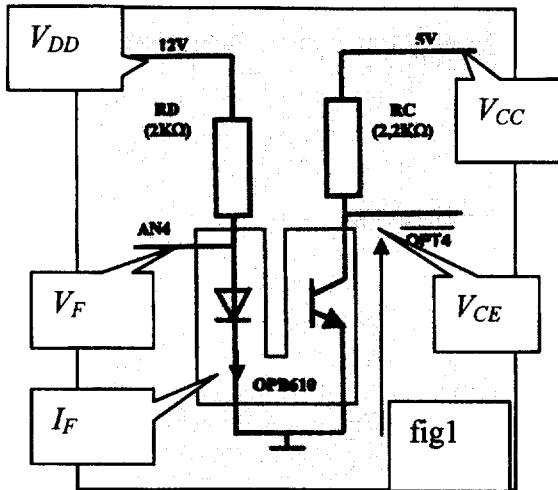 V_DD
12V
5V
V_CC
RD
(2KΩ)
RC
(2,2KΩ)
AN4
OPT4
V_F
V_CE
OPB610
I_F
fig1